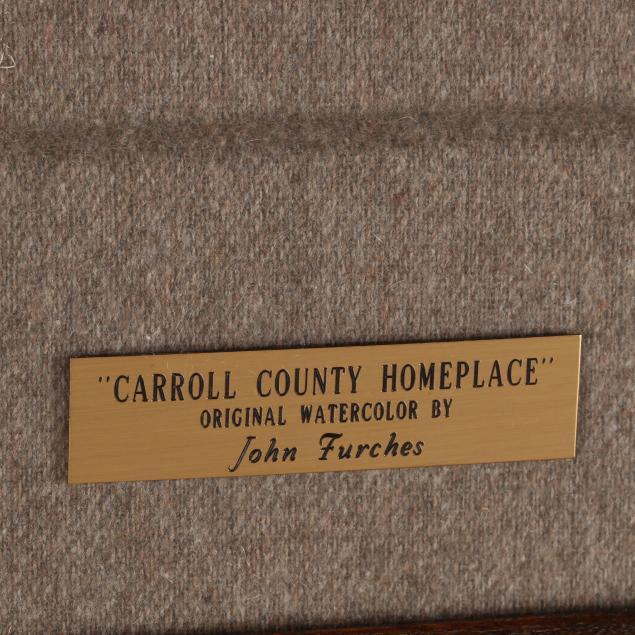 "CARROLL COUNTY HOMEPLACE"
ORIGINAL WATERCOLOR BY
John Furches